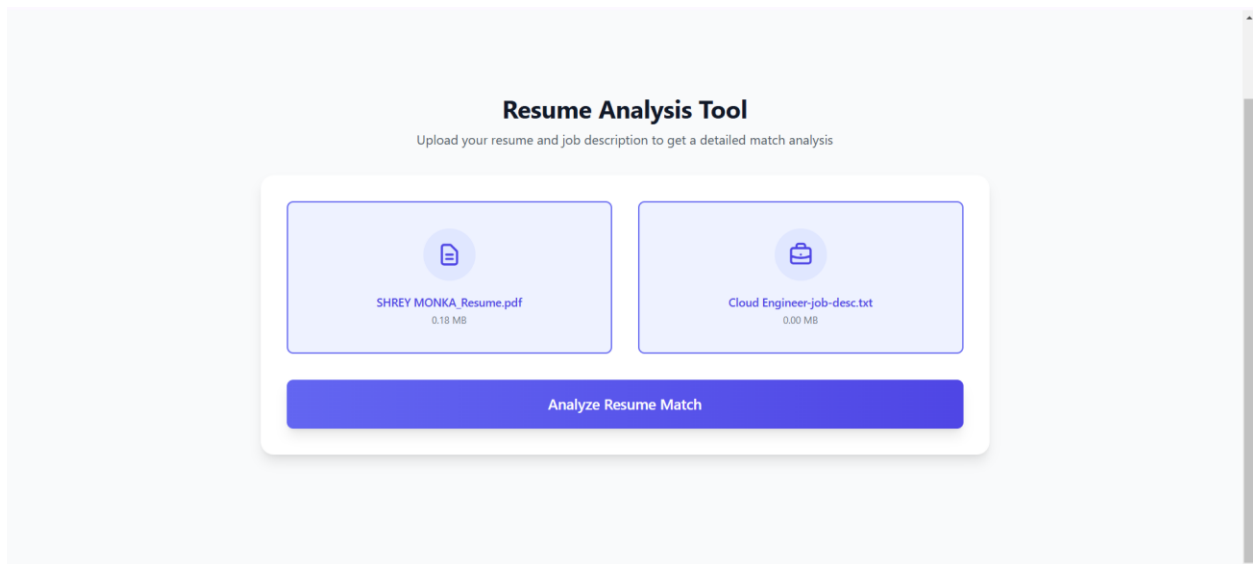 Resume Analysis Tool
Upload your resume and job description to get a detailed match analysis
SHREY MONKA_Resume.pdf
0.18 MB
Cloud Engineer-job-desc.txt
0.00 MB
Analyze Resume Match